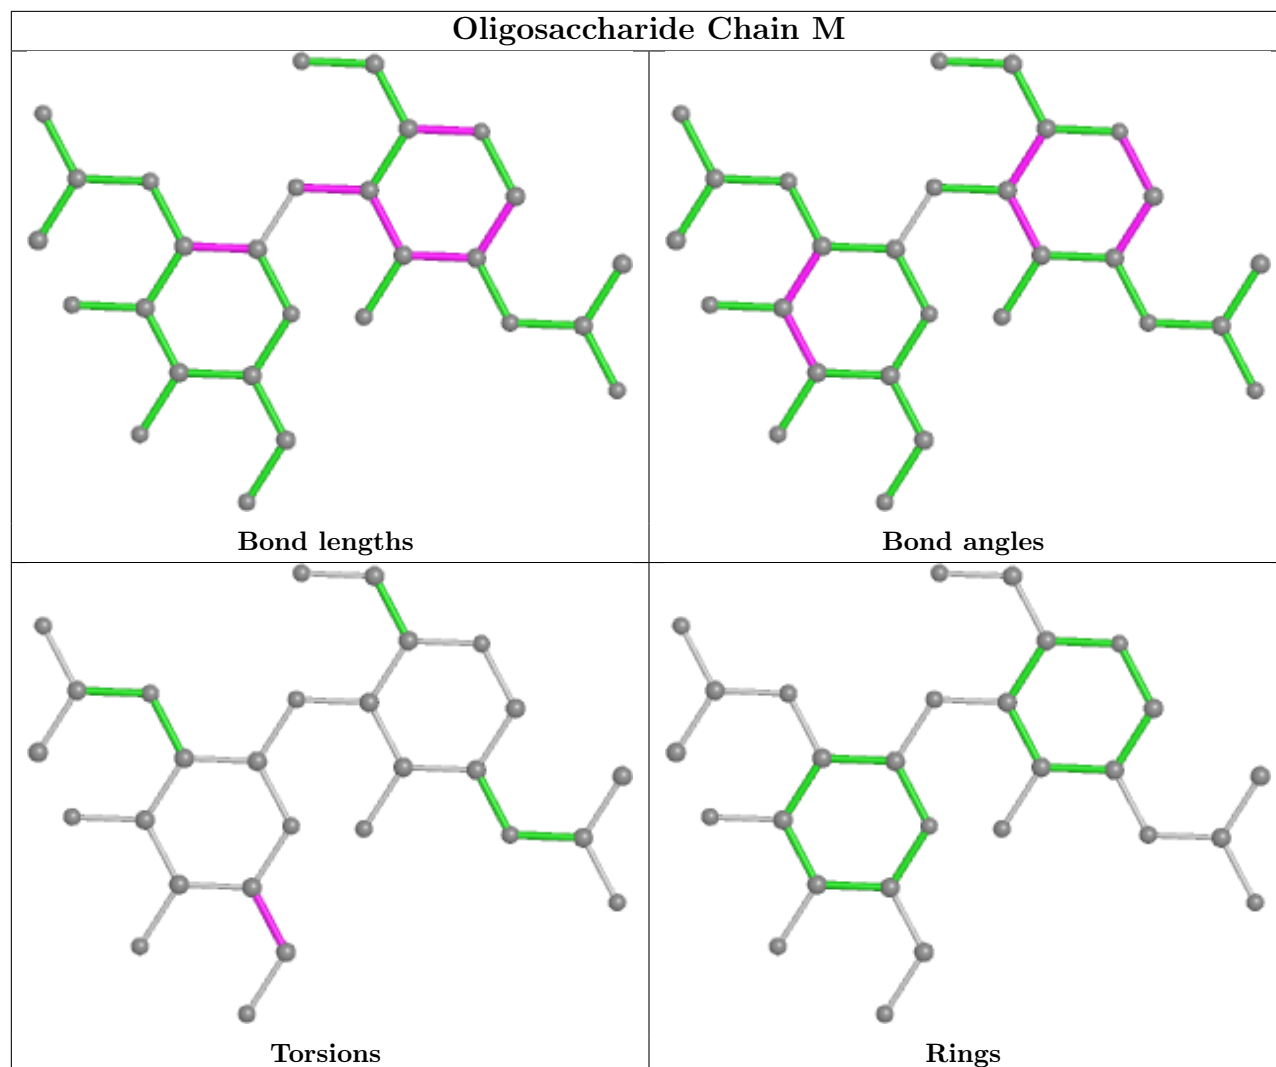 Oligosaccharide Chain M
Bond lengths
Bond angles
Torsions
Rings